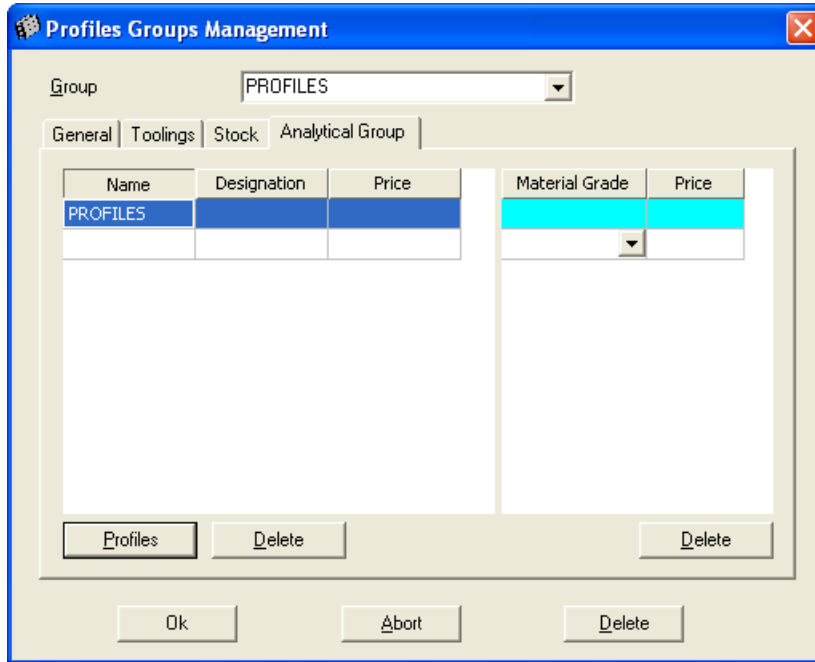 Profiles Groups Management
Group PROFILES
General Toolings Stock Analytical Group
Name Designation Price Material Grade Price
PROFILES
Profiles Delete Delete
Ok Abort Delete